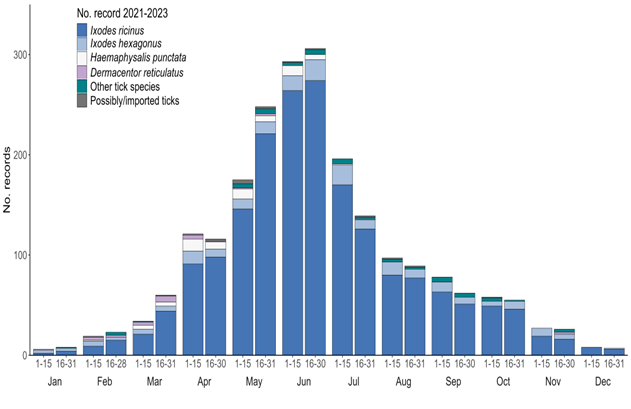 No. record 2021-2023
Ixodes ricinus
Ixodes hexagonus
Haemaphysalis punctata
Dermacentor reticulatus
Other tick species
Possibly/imported ticks
No. records
300
200
100
0
1-15 16-31 1-15 16-28 1-15 16-31 1-15 16-30 1-15 16-31 1-15 16-30 1-15 16-31 1-15 16-31 1-15 16-30 1-15 16-31 1-15 16-30 1-15 16-31
Jan Feb Mar Apr May Jun Jul Aug Sep Oct Nov Dec